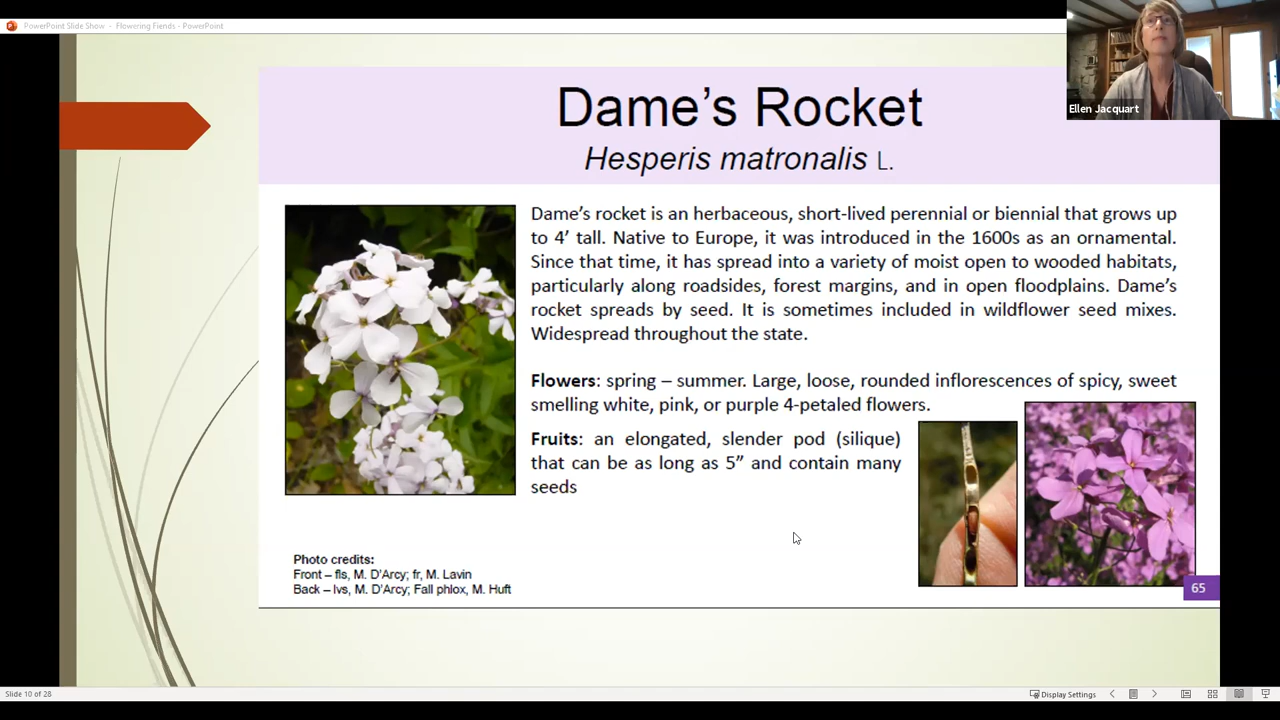 PowerPoint Slide Show - Flowering Fiends - PowerPoint
Ellen Jacquart
Dame’s Rocket
Hesperis matronalis L.
Dame’s rocket is an herbaceous, short-lived perennial or biennial that grows up
to 4’ tall. Native to Europe, it was introduced in the 1600s as an ornamental.
Since that time, it has spread into a variety of moist open to wooded habitats,
particularly along roadsides, forest margins, and in open floodplains. Dame’s
rocket spreads by seed. It is sometimes included in wildflower seed mixes.
Widespread throughout the state.
Flowers: spring – summer. Large, loose, rounded inflorescences of spicy, sweet
smelling white, pink, or purple 4-petaled flowers.
Fruits: an elongated, slender pod (silique)
that can be as long as 5” and contain many
seeds
Photo credits:
Front – fls, M. D’Arcy; fr, M. Lavin
Back – lvs, M. D’Arcy; Fall phlox, M. Huft
65
Slide 10 of 28
Display Settings